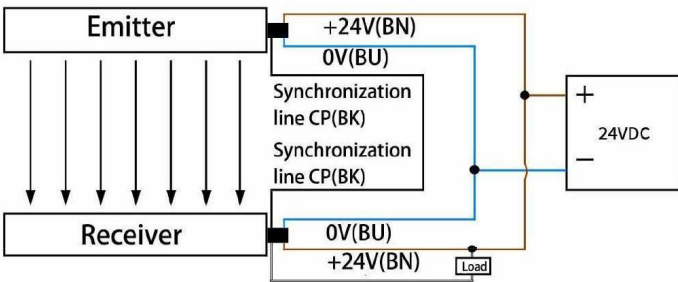 Emitter
+24V(BN)
0V(BU)
Synchronization
line CP(BK)
Synchronization
line CP(BK)
+
24VDC
−
Receiver
0V(BU)
+24V(BN)
Load